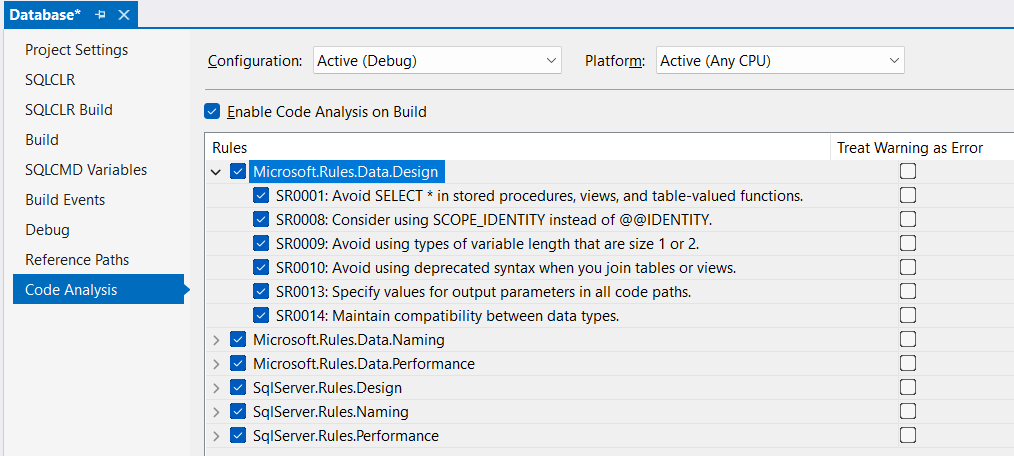 Database*
Project Settings
SQLCLR
SQLCLR Build
Build
SQLCMD Variables
Build Events
Debug
Reference Paths
Code Analysis
Configuration: Active (Debug) Platform: Active (Any CPU)
Enable Code Analysis on Build
Rules Treat Warning as Error
Microsoft.Rules.Data.Design
SR0001: Avoid SELECT * in stored procedures, views, and table-valued functions.
SR0008: Consider using SCOPE_IDENTITY instead of @@IDENTITY.
SR0009: Avoid using types of variable length that are size 1 or 2.
SR0010: Avoid using deprecated syntax when you join tables or views.
SR0013: Specify values for output parameters in all code paths.
SR0014: Maintain compatibility between data types.
Microsoft.Rules.Data.Naming
Microsoft.Rules.Data.Performance
SqlServer.Rules.Design
SqlServer.Rules.Naming
SqlServer.Rules.Performance